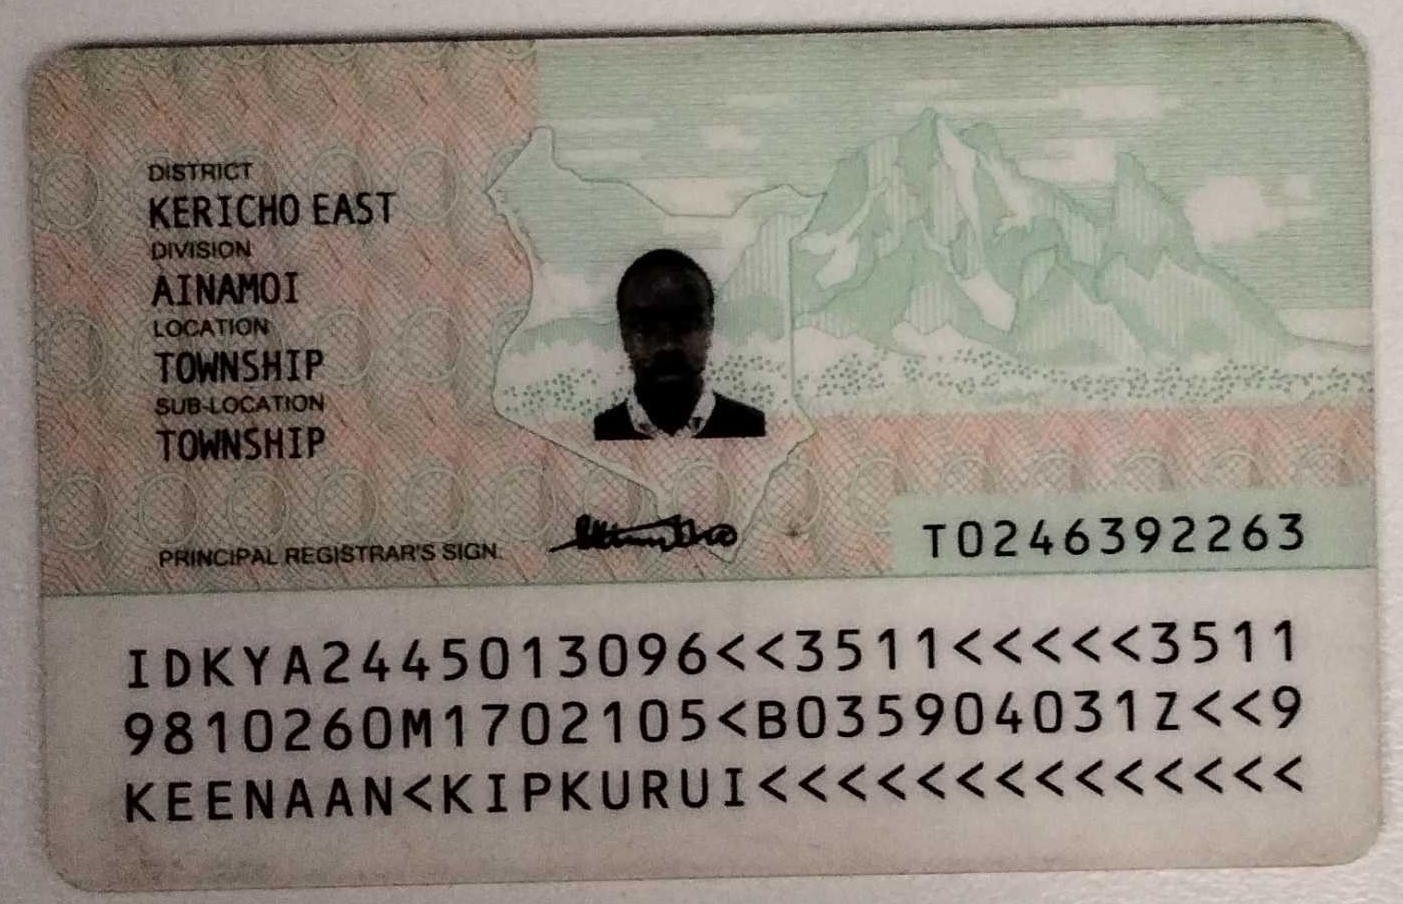 DISTRICT
KERICHO EAST
DIVISION
AINAMOI
LOCATION
TOWNSHIP
SUB-LOCATION
TOWNSHIP
PRINCIPAL REGISTRAR'S SIGN.
T0246392263
IDKYA2445013096<<3511<<<<<3511
9810260M1702105<B035904031Z<<9
KEENAAN<KIPKURUI<<<<<<<<<<<<<<